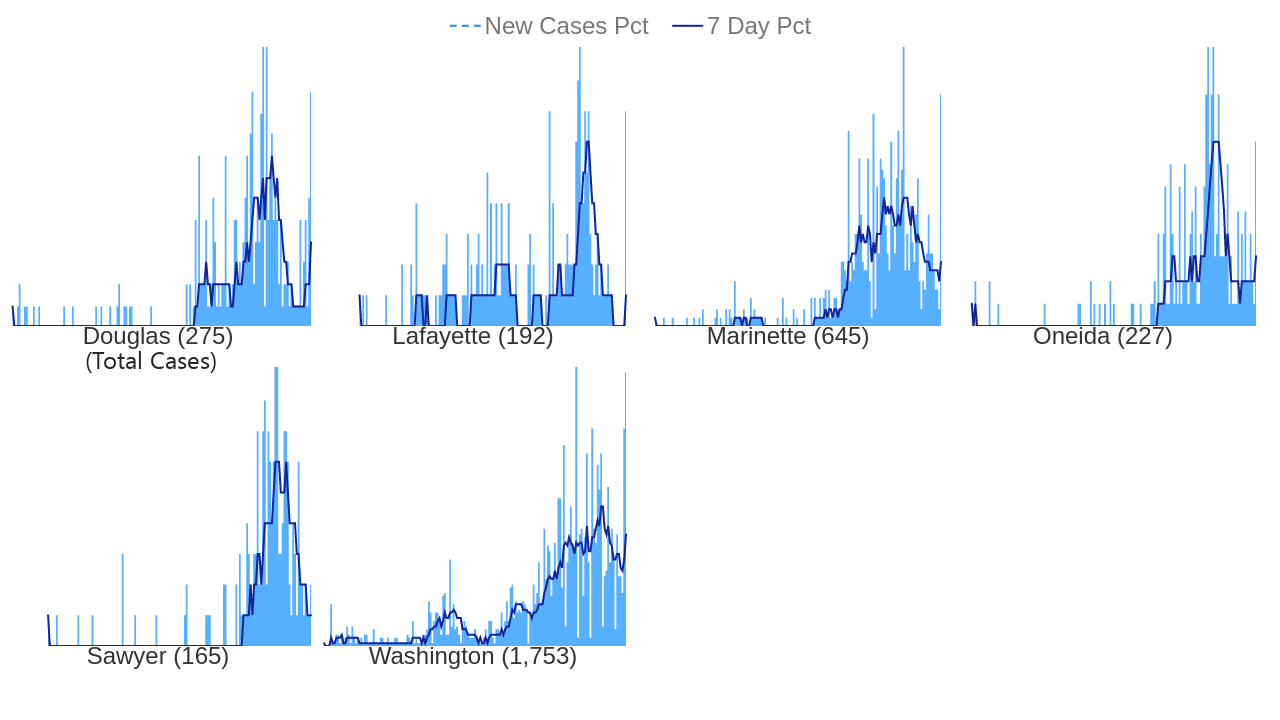 New Cases Pct 7 Day Pct
Douglas (275) Lafayette (192) Marinette (645) Oneida (227)
(Total Cases)
Sawyer (165) Washington (1,753)